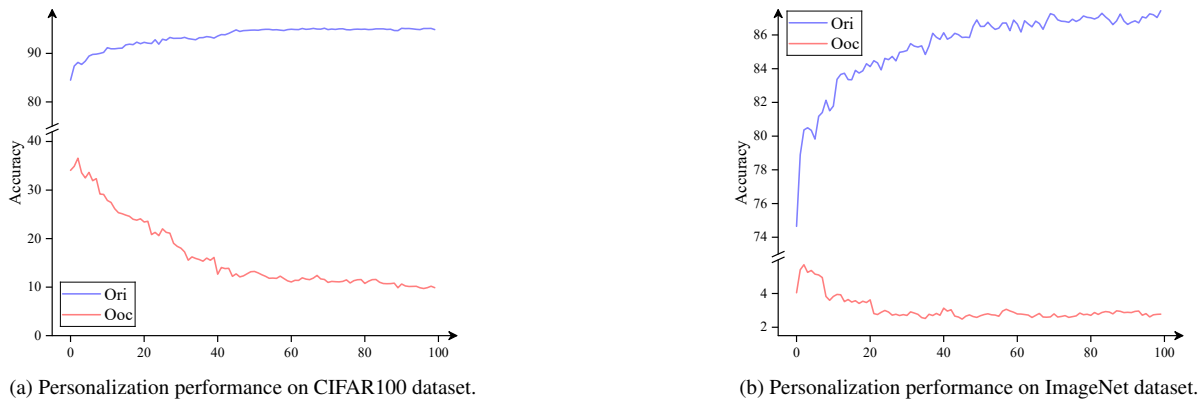 90
80
40
30
20
10
0
Accuracy
Ori
Ooc
0 20 40 60 80 100
(a) Personalization performance on CIFAR100 dataset.
Ori
Ooc
86
84
82
80
78
76
74
4
2
Accuracy
0 20 40 60 80 100
(b) Personalization performance on ImageNet dataset.